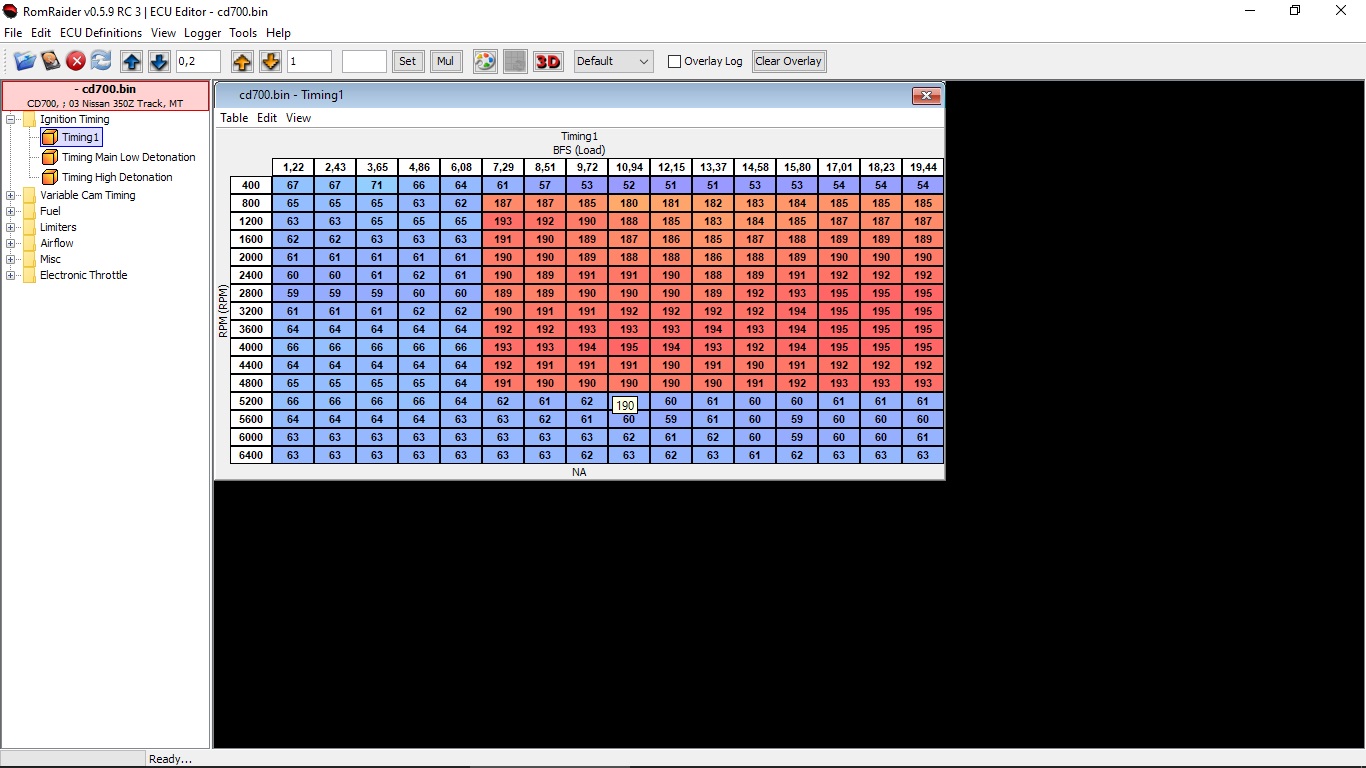 RomRaider v0.5.9 RC 3 | ECU Editor - cd700.bin
File Edit ECU Definitions View Logger Tools Help
0,2 1 Set Mul 3D Default Overlay Log Clear Overlay
- cd700.bin
CD700, ; 03 Nissan 350Z Track, MT
Ignition Timing
Timing1
Timing Main Low Detonation
Timing High Detonation
Variable Cam Timing
Fuel
Limiters
Airflow
Misc
Electronic Throttle
cd700.bin - Timing1
Table Edit View
Timing1
BFS (Load)
RPM (RPM)
1,22 2,43 3,65 4,86 6,08 7,29 8,51 9,72 10,94 12,15 13,37 14,58 15,80 17,01 18,23 19,44
400 67 67 71 66 64 61 57 53 52 51 51 53 53 54 54 54
800 65 65 65 63 62 187 187 185 180 181 182 183 184 185 185 185
1200 63 63 65 65 65 193 192 190 188 185 183 184 185 187 187 187
1600 62 62 63 63 63 191 190 189 187 186 185 187 188 189 189 189
2000 61 61 61 61 61 190 189 189 188 188 188 189 189 190 190 190
2400 60 60 61 62 61 190 189 191 191 190 188 189 191 192 192 192
2800 59 59 59 60 60 189 189 190 190 190 189 192 193 195 195 195
3200 61 61 61 62 62 190 191 191 192 192 191 192 194 195 195 195
3600 64 64 64 64 64 192 192 193 193 193 194 193 194 195 195 195
4000 66 66 66 66 66 193 193 194 195 194 193 192 194 195 195 195
4400 64 64 64 64 64 192 191 191 191 190 191 190 191 192 192 192
4800 65 65 65 65 64 191 190 190 190 190 190 191 192 193 193 193
5200 66 66 66 66 64 62 61 62 60 61 60 60 61 61 61
190
5600 64 64 64 64 63 63 62 61 60 59 61 60 59 60 60 60
6000 63 63 63 63 63 63 63 63 62 61 62 60 59 60 60 61
6400 63 63 63 63 63 63 63 62 63 62 63 61 62 63 63 63
NA
Ready...